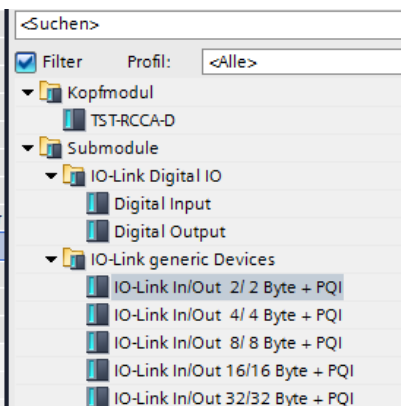 <Suchen>
Filter Profil: <Alle>
Kopfmodul
TST-RCCA-D
Submodule
IO-Link Digital IO
Digital Input
Digital Output
IO-Link generic Devices
IO-Link In/Out 2/ 2 Byte + PQI
IO-Link In/Out 4/ 4 Byte + PQI
IO-Link In/Out 8/ 8 Byte + PQI
IO-Link In/Out 16/16 Byte + PQI
IO-Link In/Out 32/32 Byte + PQI